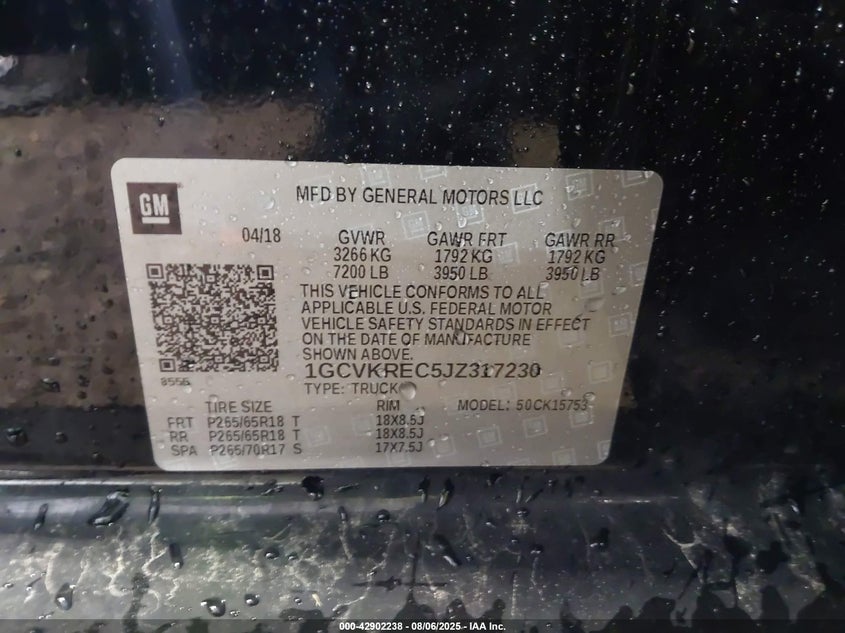 GM
MFD BY GENERAL MOTORS LLC
04/18 GVWR GAWR FRT GAWR RR
3266 KG 1792 KG 1792 KG
7200 LB 3950 LB 3950 LB
THIS VEHICLE CONFORMS TO ALL
APPLICABLE U.S. FEDERAL MOTOR
VEHICLE SAFETY STANDARDS IN EFFECT
ON THE DATE OF MANUFACTURE
SHOWN ABOVE.
1GCVKREC5JZ317230
8556 TYPE: TRUCK
TIRE SIZE RIM MODEL: 50CK15753
FRT P265/65R18 T 18X8.5J
RR P265/65R18 T 18X8.5J
SPA P265/70R17 S 17X7.5J
000-42902238 - 08/06/2025 - IAA Inc.